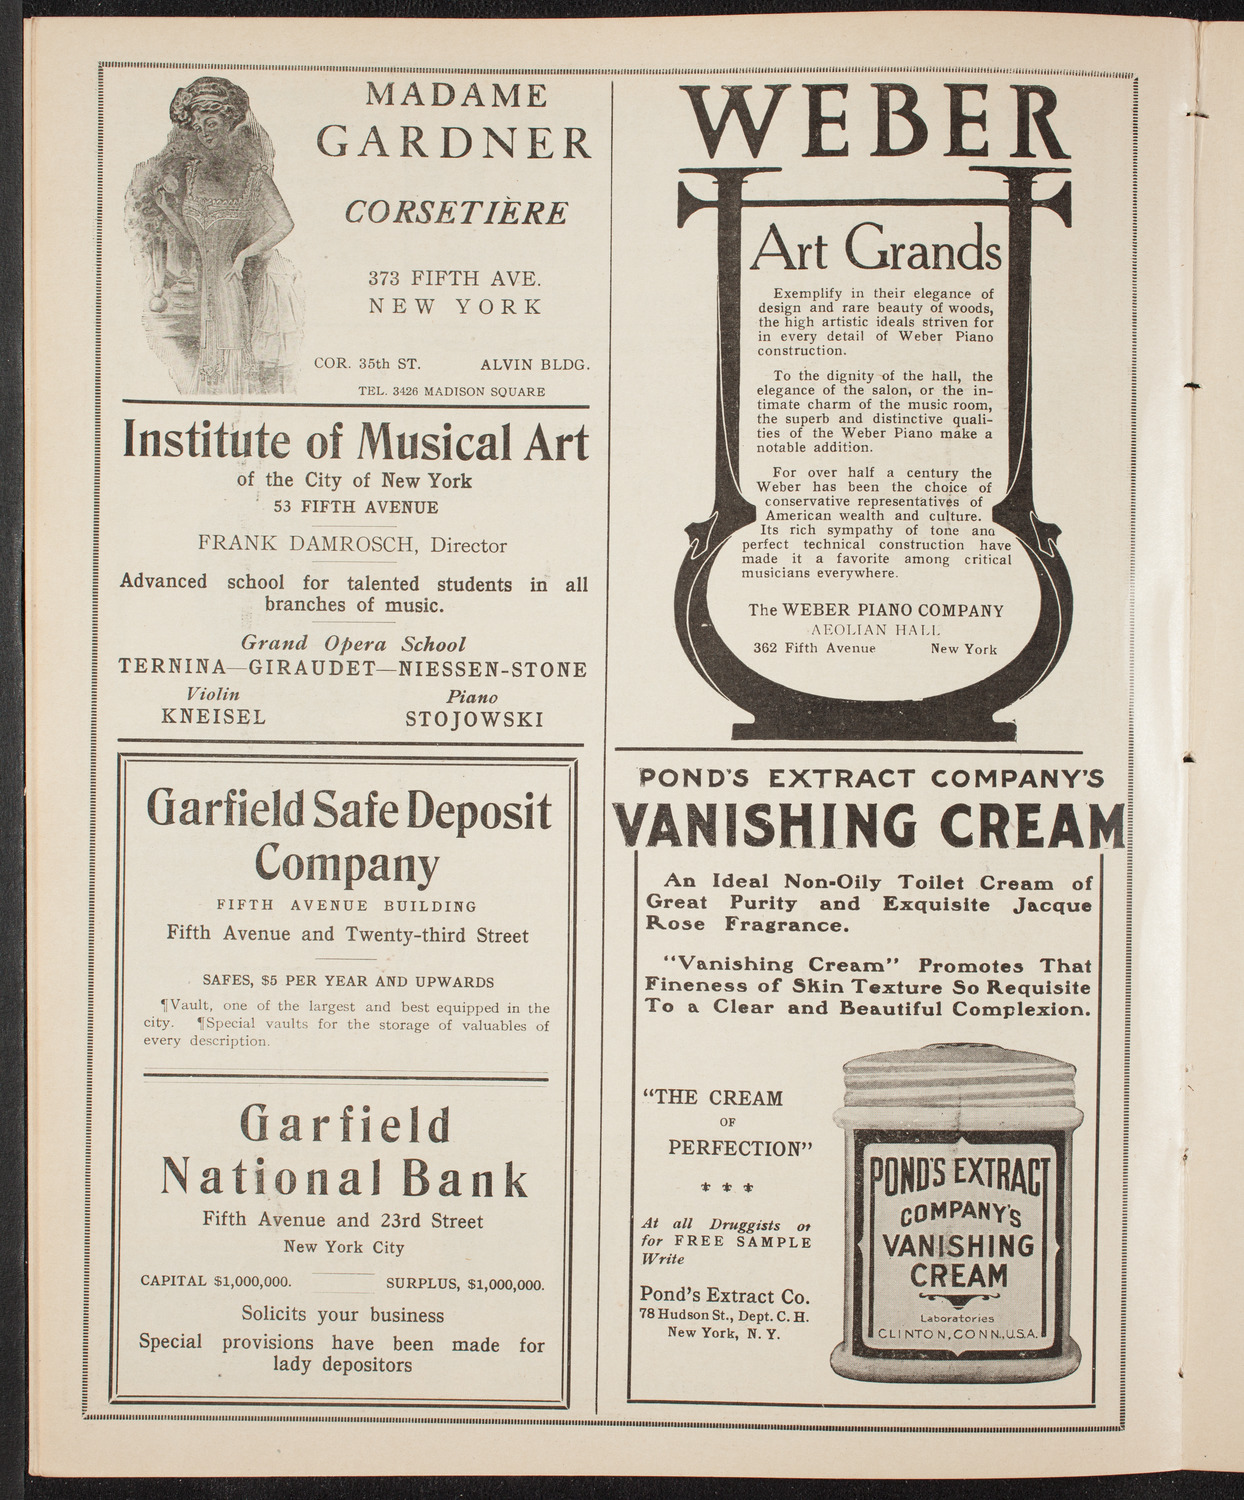 MADAME
GARDNER
CORSETIÈRE
373 FIFTH AVE.
NEW YORK
COR. 35th ST. ALVIN BLDG.
TEL. 3426 MADISON SQUARE
Institute of Musical Art
of the City of New York
53 FIFTH AVENUE
FRANK DAMROSCH, Director
Advanced school for talented students in all
branches of music.
Grand Opera School
TERNINA—GIRAUDET—NIESSEN-STONE
Violin Piano
KNEISEL STOJOWSKI
Garfield Safe Deposit
Company
FIFTH AVENUE BUILDING
Fifth Avenue and Twenty-third Street
SAFES, $5 PER YEAR AND UPWARDS
¶Vault, one of the largest and best equipped in the
city. ¶Special vaults for the storage of valuables of
every description.
Garfield
National Bank
Fifth Avenue and 23rd Street
New York City
CAPITAL $1,000,000. SURPLUS, $1,000,000.
Solicits your business
Special provisions have been made for
lady depositors
WEBER
Art Grands
Exemplify in their elegance of
design and rare beauty of woods,
the high artistic ideals striven for
in every detail of Weber Piano
construction.
To the dignity of the hall, the
elegance of the salon, or the in-
timate charm of the music room,
the superb and distinctive quali-
ties of the Weber Piano make a
notable addition.
For over half a century the
Weber has been the choice of
conservative representatives of
American wealth and culture.
Its rich sympathy of tone and
perfect technical construction have
made it a favorite among critical
musicians everywhere.
The WEBER PIANO COMPANY
AEOLIAN HALL
362 Fifth Avenue New York
POND'S EXTRACT COMPANY'S
VANISHING CREAM
An Ideal Non-Oily Toilet Cream of
Great Purity and Exquisite Jacque
Rose Fragrance.
"Vanishing Cream" Promotes That
Fineness of Skin Texture So Requisite
To a Clear and Beautiful Complexion.
"THE CREAM
OF
PERFECTION"
At all Druggists or
for FREE SAMPLE
Write
Pond's Extract Co.
78 Hudson St., Dept. C. H.
New York, N. Y.
POND'S EXTRACT
COMPANY'S
VANISHING
CREAM
Laboratories
CLINTON, CONN., U.S.A.